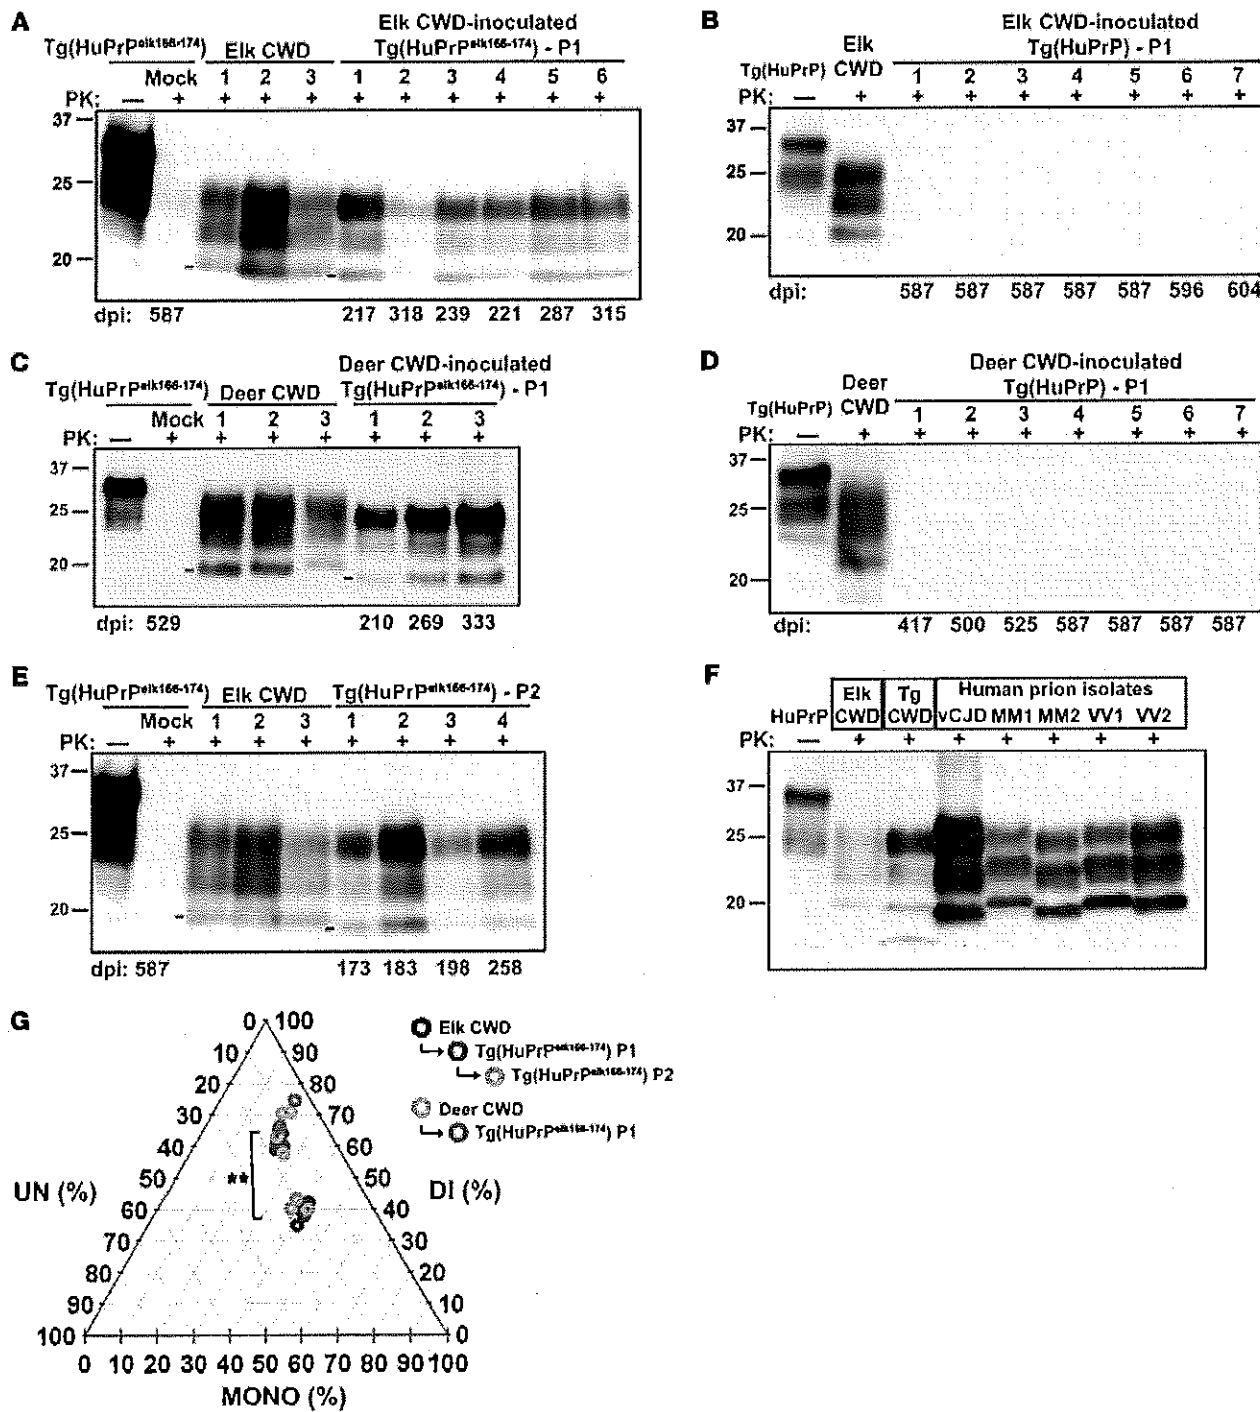 A
Elk CWD-inoculated
Tg(HuPrPelk166-174) Elk CWD Tg(HuPrPelk166-174) - P1
Mock 1 2 3 1 2 3 4 5 6
PK: — + + + + + + + + + +
37
25
20
dpi: 587 217 318 239 221 287 315
B
Elk CWD-inoculated
Elk Tg(HuPrP) - P1
Tg(HuPrP) CWD 1 2 3 4 5 6 7
PK: — + + + + + + + +
37
25
20
dpi: 587 587 587 587 587 596 604
C
Deer CWD-inoculated
Tg(HuPrPelk166-174) Deer CWD Tg(HuPrPelk166-174) - P1
Mock 1 2 3 1 2 3
PK: — + + + + + + +
37
25
20
dpi: 529 210 269 333
D
Deer CWD-inoculated
Deer Tg(HuPrP) - P1
Tg(HuPrP) CWD 1 2 3 4 5 6 7
PK: — + + + + + + + +
37
25
20
dpi: 417 500 525 587 587 587 587
E
Tg(HuPrPelk166-174) Elk CWD Tg(HuPrPelk166-174) - P2
Mock 1 2 3 1 2 3 4
PK: — + + + + + + + +
37
25
20
dpi: 587 173 183 198 258
F
Elk Tg Human prion isolates
HuPrP CWD CWD vCJD MM1 MM2 VV1 VV2
PK: — + + + + + + +
37
25
20
G
0 100
10 90
20 80
30 70
40 60
50 50
60 40
70 30
80 20
90 10
100 0
UN (%)
DI (%)
**
0 10 20 30 40 50 60 70 80 90 100
MONO (%)
Elk CWD
Tg(HuPrPelk166-174) P1
Tg(HuPrPelk166-174) P2
Deer CWD
Tg(HuPrPelk166-174) P1